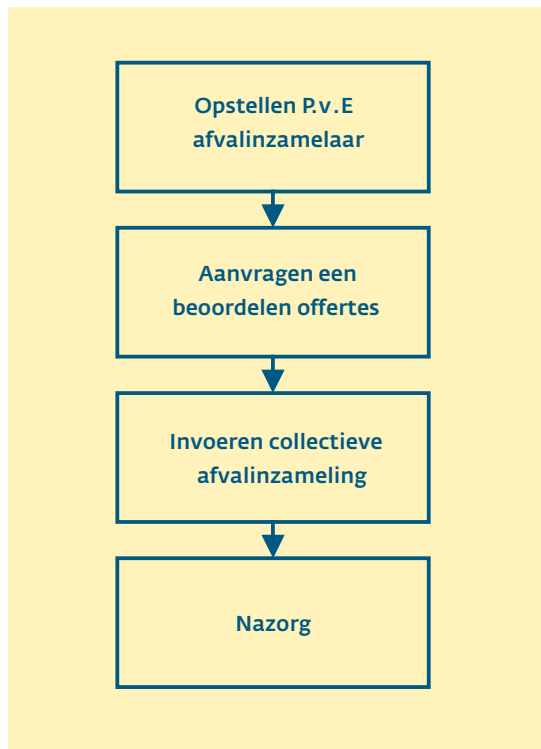 Opstellen P.v.E
afvalinzamelaar
Aanvragen een
beoordelen offertes
Invoeren collectieve
afvalinzameling
Nazorg